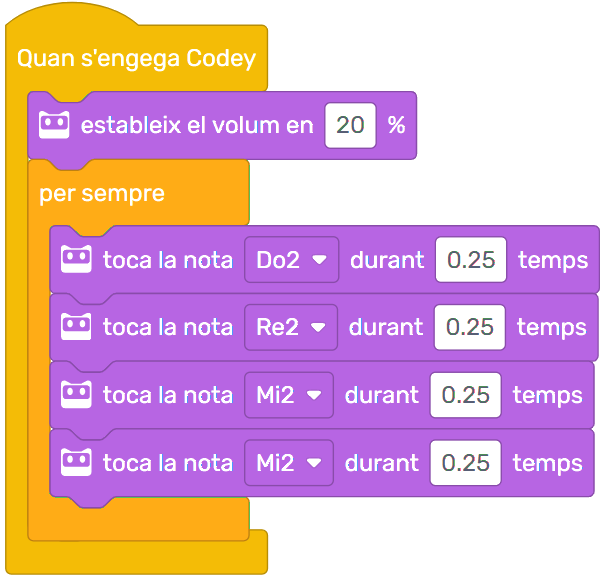 Quan s'engega Codey
estableix el volum en 20 %
per sempre
toca la nota Do2 durant 0.25 temps
toca la nota Re2 durant 0.25 temps
toca la nota Mi2 durant 0.25 temps
toca la nota Mi2 durant 0.25 temps